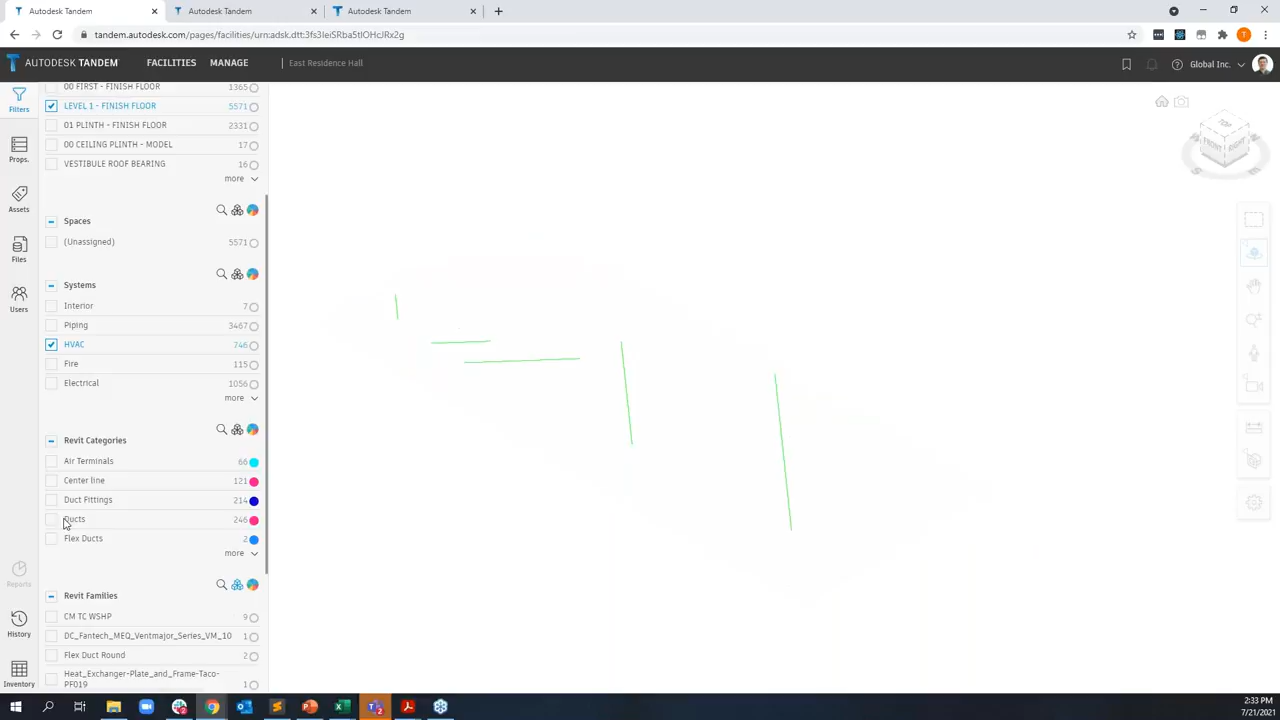 Autodesk Tandem
Autodesk Tandem
Autodesk Tandem
tandem.autodesk.com/pages/facilities/urn:adsk.dtt:3fs3IeiSRba5tIOHcJRx2g
T
AUTODESK TANDEM
FACILITIES
MANAGE
East Residence Hall
Global Inc.
Filters
Props.
Assets
Files
Users
Reports
History
Inventory
00 FIRST - FINISH FLOOR 1365
LEVEL 1 - FINISH FLOOR 5571
01 PLINTH - FINISH FLOOR 2331
00 CEILING PLINTH - MODEL 17
VESTIBULE ROOF BEARING 16
more
Spaces
(Unassigned) 5571
Systems
Interior 7
Piping 3467
HVAC 746
Fire 115
Electrical 1056
more
Revit Categories
Air Terminals 66
Center line 121
Duct Fittings 214
Ducts 246
Flex Ducts 2
more
Revit Families
CM TC WSHP 9
DC_Fantech_MEQ_Ventmajor_Series_VM_10 1
Flex Duct Round 2
Heat_Exchanger-Plate_and_Frame-Taco-
PF019 1
TOP
FRONT
RIGHT
2:33 PM
7/21/2021